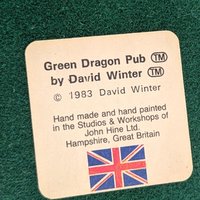 Green Dragon Pub ™
by David Winter ™
© 1983 David Winter
Hand made and hand painted
in the Studios & Workshops of
John Hine Ltd.
Hampshire, Great Britain